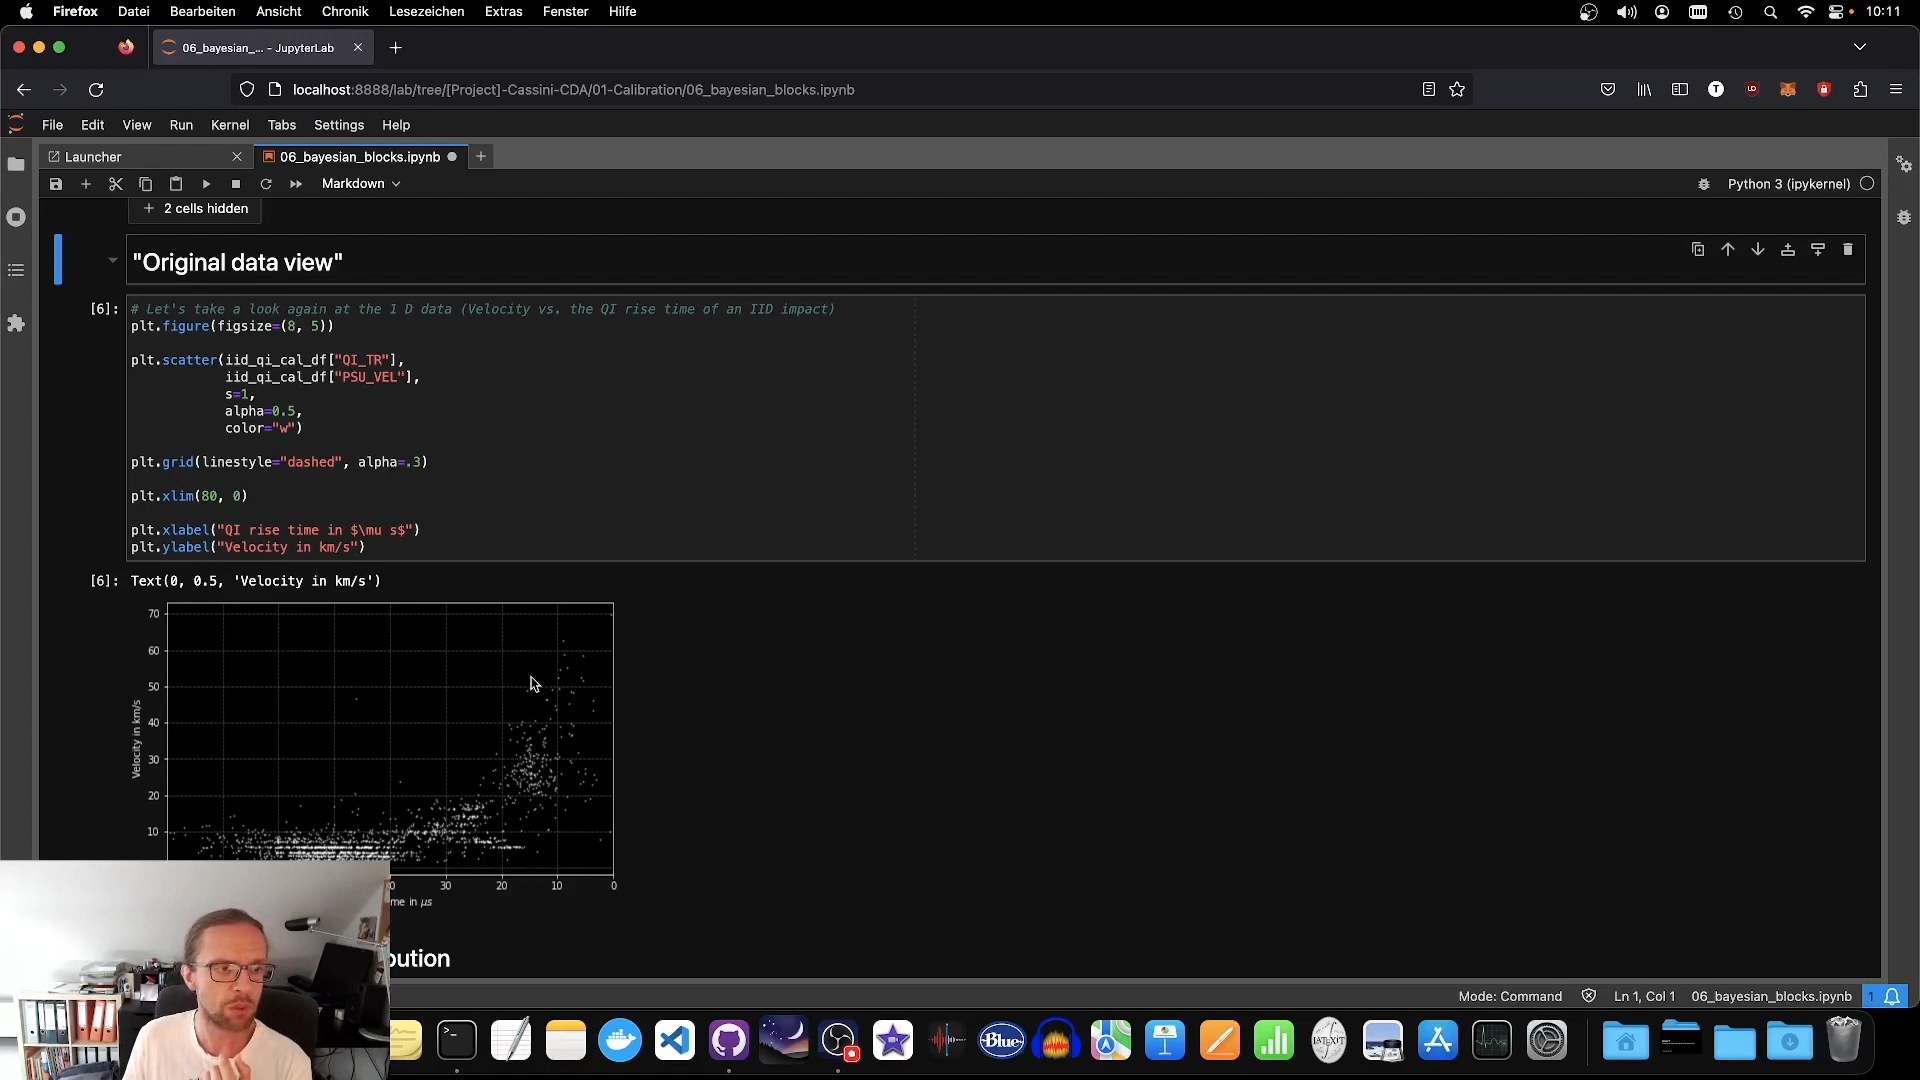 Firefox Datei Bearbeiten Ansicht Chronik Lesezeichen Extras Fenster Hilfe 10:11
06_bayesian_... - JupyterLab
localhost:8888/lab/tree/[Project]-Cassini-CDA/01-Calibration/06_bayesian_blocks.ipynb
File Edit View Run Kernel Tabs Settings Help
Launcher 06_bayesian_blocks.ipynb
Markdown Python 3 (ipykernel)
2 cells hidden
"Original data view"
[6]: # Let's take a look again at the 1 D data (Velocity vs. the QI rise time of an IID impact)
plt.figure(figsize=(8, 5))
plt.scatter(iid_qi_cal_df["QI_TR"],
iid_qi_cal_df["PSU_VEL"],
s=1,
alpha=0.5,
color="w")
plt.grid(linestyle="dashed", alpha=.3)
plt.xlim(80, 0)
plt.xlabel("QI rise time in $\mu s$")
plt.ylabel("Velocity in km/s")
[6]: Text(0, 0.5, 'Velocity in km/s')
70
60
50
40
30
20
10
Velocity in km/s
0 30 20 10 0
me in μs
bution
Mode: Command Ln 1, Col 1 06_bayesian_blocks.ipynb 1
Blue
LATEXIT